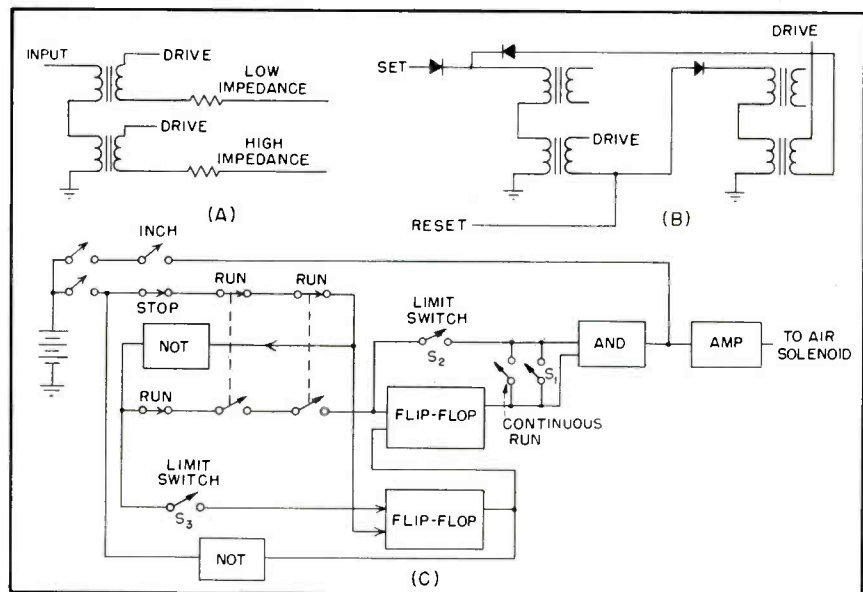 INPUT
DRIVE
LOW
IMPEDANCE
DRIVE
HIGH
IMPEDANCE
(A)
DRIVE
SET
DRIVE
RESET
(B)
INCH
STOP
RUN
RUN
NOT
LIMIT
SWITCH
S2
S1
AND
AMP
TO AIR
SOLENOID
RUN
FLIP-FLOP
CONTINUOUS
RUN
LIMIT
SWITCH
S3
FLIP-FLOP
NOT
(C)